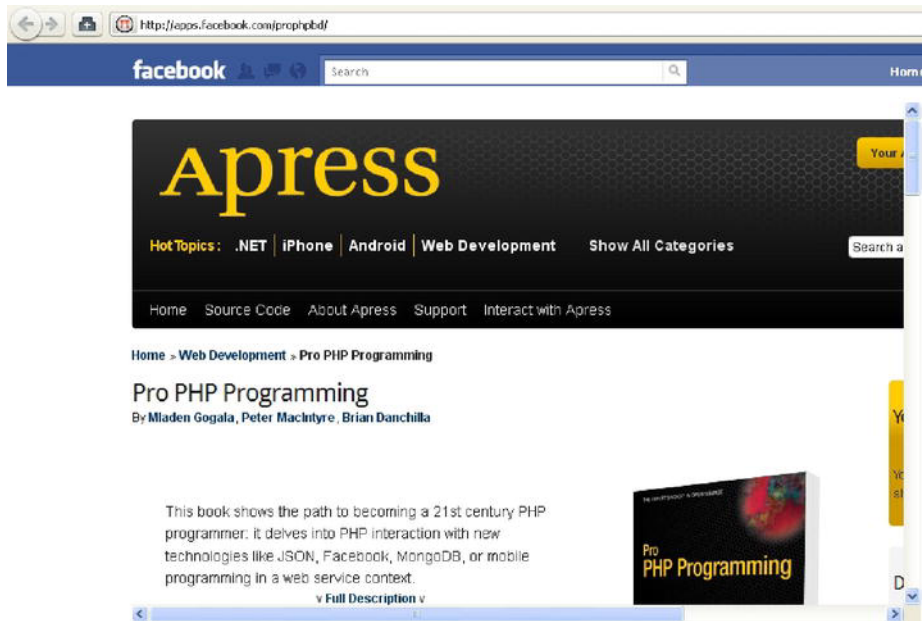 http://apps.facebook.com/prophpbd/
facebook Search Home
Apress
Your
Hot Topics: .NET iPhone Android Web Development Show All Categories
Search a
Home Source Code About Apress Support Interact with Apress
Home » Web Development » Pro PHP Programming
Pro PHP Programming
By Mladen Gogala, Peter MacIntyre, Brian Danchilla
This book shows the path to becoming a 21st century PHP
programmer: it delves into PHP interaction with new
technologies like JSON, Facebook, MongoDB, or mobile
programming in a web service context.
v Full Description v
Pro
PHP Programming
D